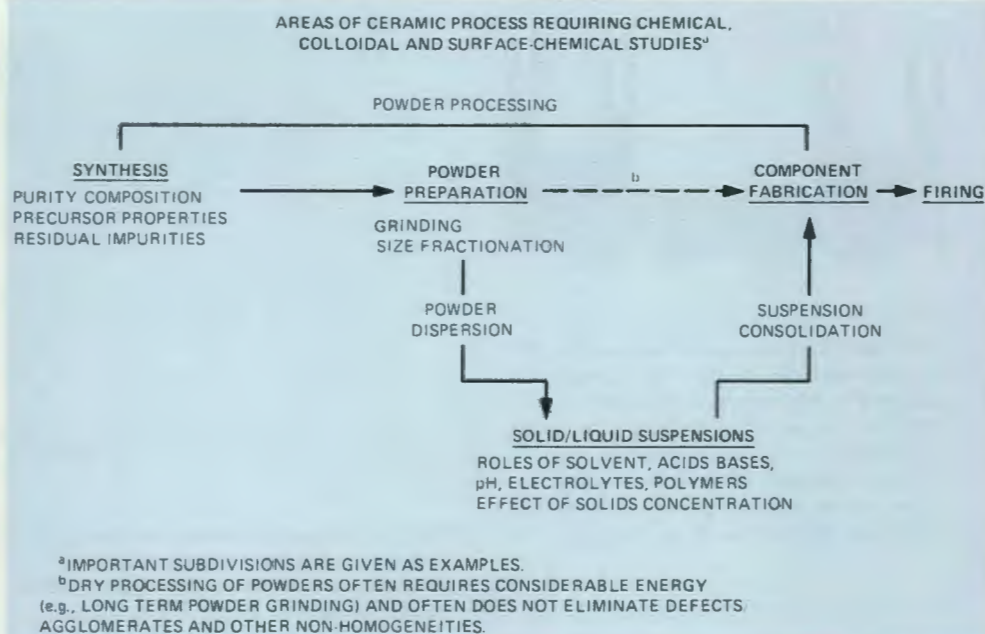 AREAS OF CERAMIC PROCESS REQUIRING CHEMICAL,
COLLOIDAL AND SURFACE-CHEMICAL STUDIESa
POWDER PROCESSING
SYNTHESIS
PURITY COMPOSITION
PRECURSOR PROPERTIES
RESIDUAL IMPURITIES
POWDER
PREPARATION
GRINDING
SIZE FRACTIONATION
b
COMPONENT
FABRICATION
FIRING
POWDER
DISPERSION
SUSPENSION
CONSOLIDATION
SOLID/LIQUID SUSPENSIONS
ROLES OF SOLVENT, ACIDS BASES,
pH, ELECTROLYTES, POLYMERS
EFFECT OF SOLIDS CONCENTRATION
aIMPORTANT SUBDIVISIONS ARE GIVEN AS EXAMPLES.
bDRY PROCESSING OF POWDERS OFTEN REQUIRES CONSIDERABLE ENERGY
(e.g., LONG TERM POWDER GRINDING) AND OFTEN DOES NOT ELIMINATE DEFECTS
AGGLOMERATES AND OTHER NON-HOMOGENEITIES.